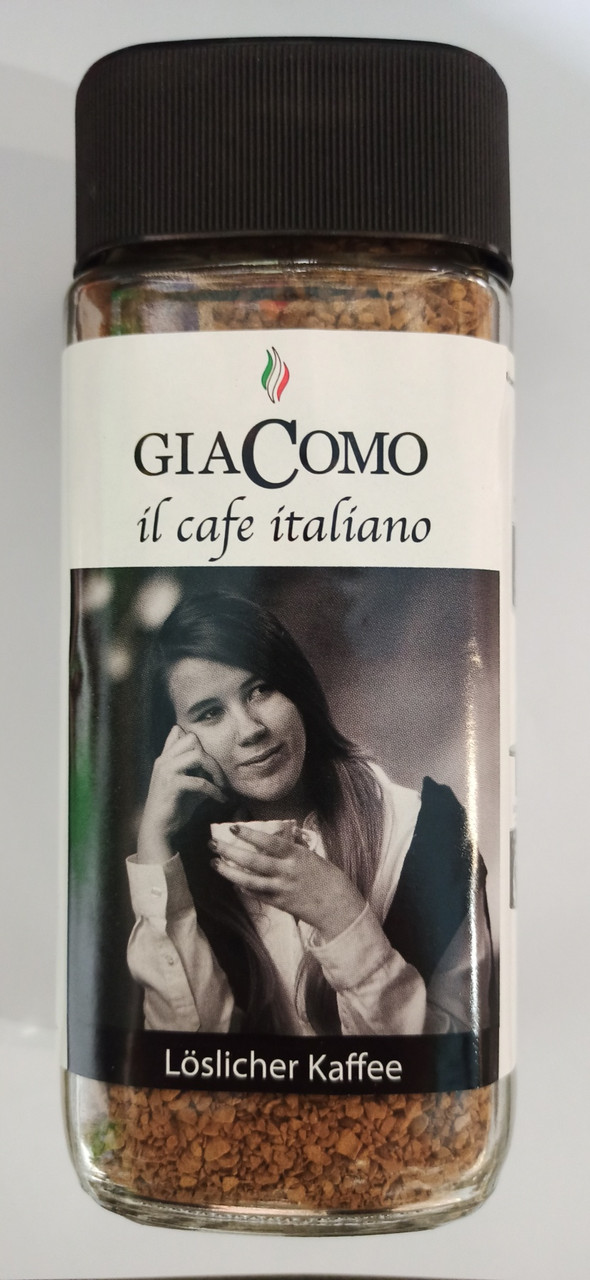 GIACOMO
il cafe italiano
Löslicher Kaffee